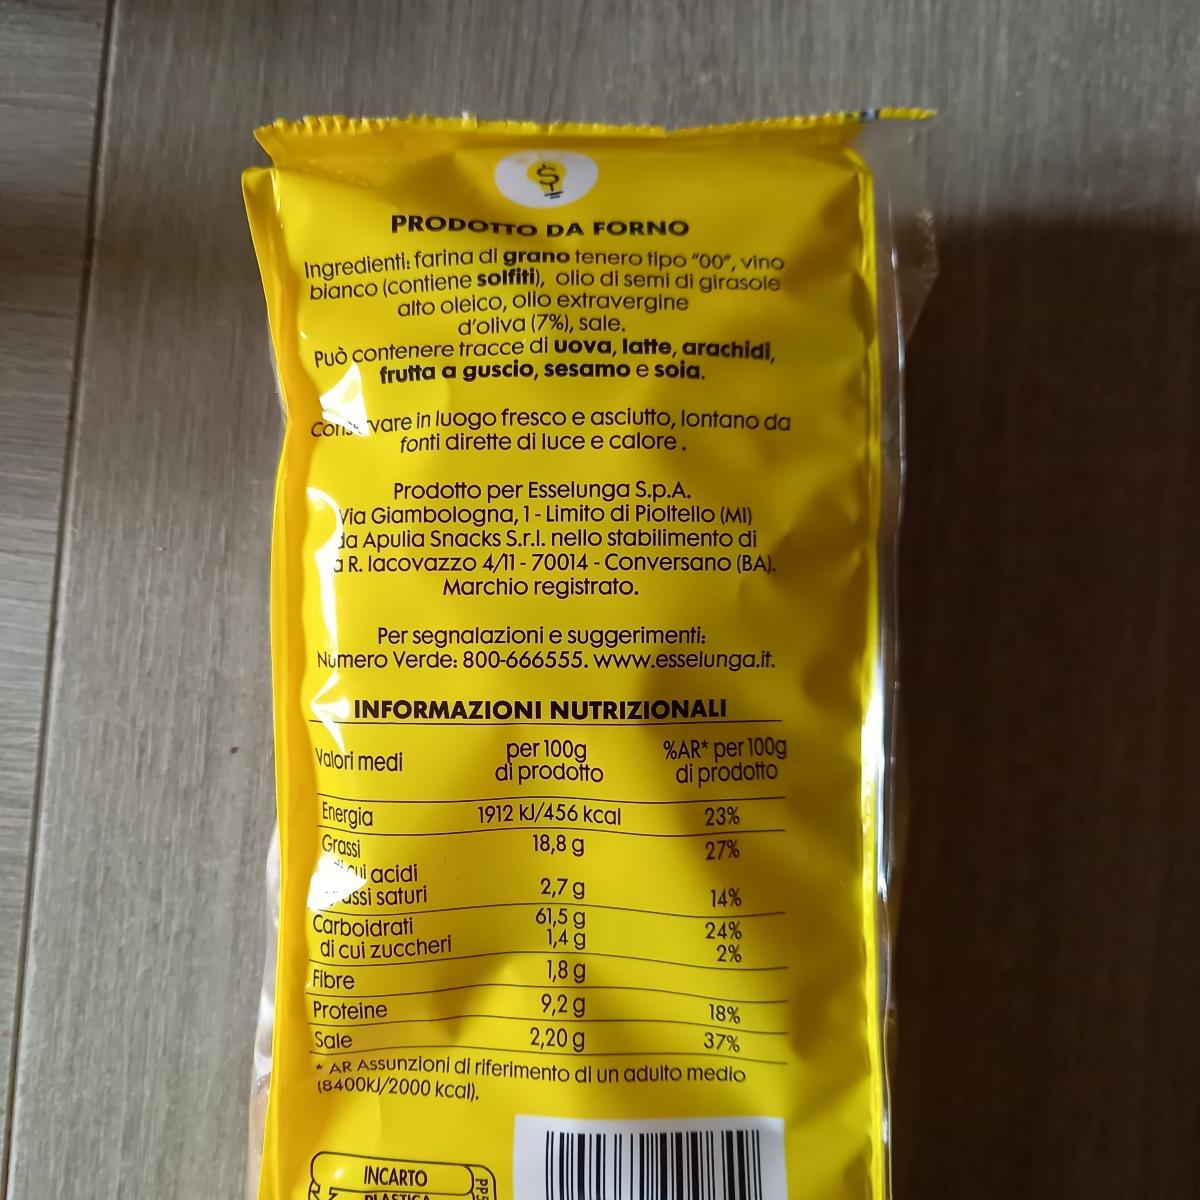 PRODOTTO DA FORNO
Ingredienti: farina di grano tenero tipo "00", vino
bianco (contiene solfiti), olio di semi di girasole
alto oleico, olio extravergine
d'oliva (7%), sale.
Può contenere tracce di uova, latte, arachidi,
frutta a guscio, sesamo e soia.
Conservare in luogo fresco e asciutto, lontano da
fonti dirette di luce e calore.
Prodotto per Esselunga S.p.A.
Via Giambologna, 1 - Limito di Pioltello (MI)
da Apulia Snacks S.r.l. nello stabilimento di
R. Iacovazzo 4/11 - 70014 - Conversano (BA).
Marchio registrato.
Per segnalazioni e suggerimenti:
Numero Verde: 800-666555. www.esselunga.it.
INFORMAZIONI NUTRIZIONALI
Valori medi per 100g di prodotto %AR* per 100g di prodotto
Energia 1912 kJ/456 kcal 23%
Grassi 18,8 g 27%
di cui acidi
grassi saturi 2,7 g 14%
Carboidrati 61,5 g 24%
di cui zuccheri 1,4 g 2%
Fibre 1,8 g
Proteine 9,2 g 18%
Sale 2,20 g 37%
* AR Assunzioni di riferimento di un adulto medio
(8400kJ/2000 kcal).
INCARTO
PLASTICA